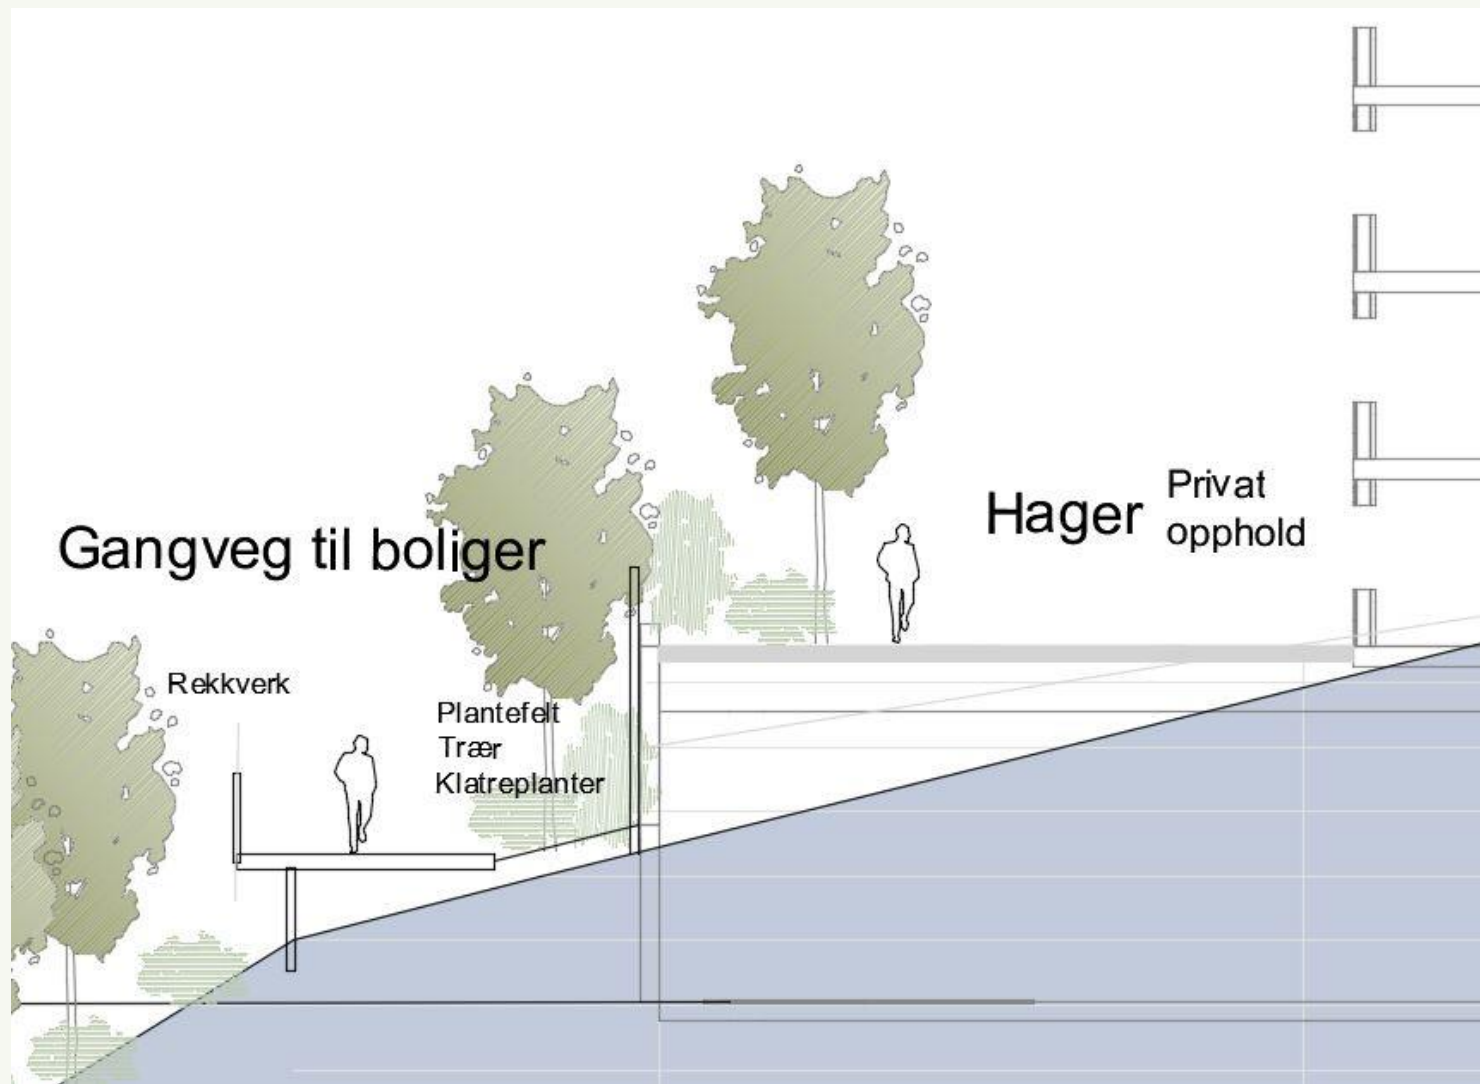 Gangveg til boliger
Hager
Privat
opphold
Rekkverk
Plantefelt
Trær
Klatreplanter